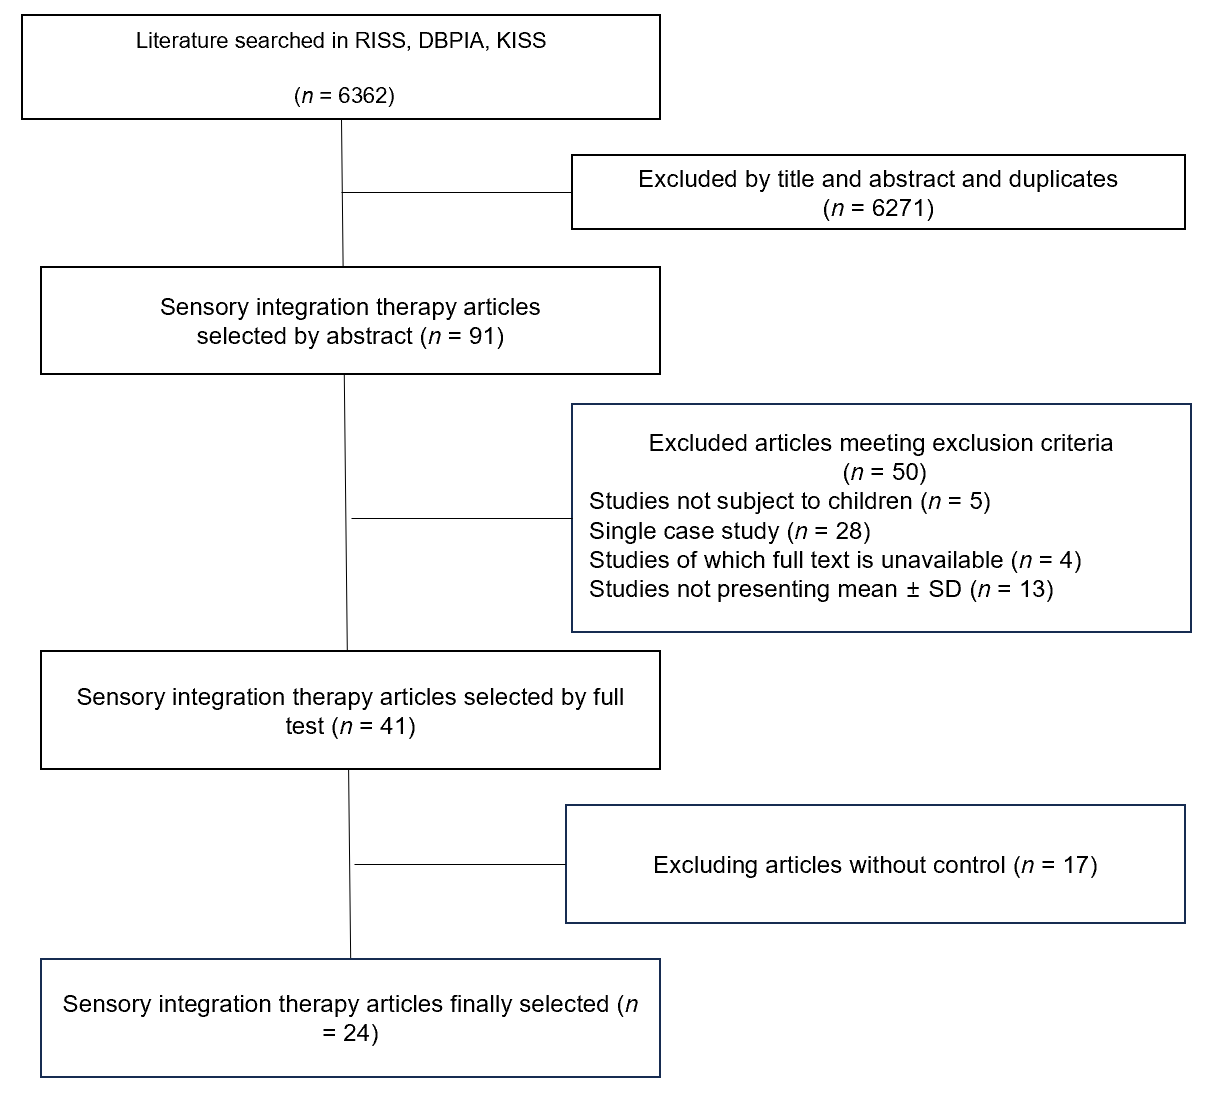 Literature searched in RISS, DBPIA, KISS
(n = 6362)
Excluded by title and abstract and duplicates
(n = 6271)
Sensory integration therapy articles
selected by abstract (n = 91)
Excluded articles meeting exclusion criteria
(n = 50)
Studies not subject to children (n = 5)
Single case study (n = 28)
Studies of which full text is unavailable (n = 4)
Studies not presenting mean ± SD (n = 13)
Sensory integration therapy articles selected by full
test (n = 41)
Excluding articles without control (n = 17)
Sensory integration therapy articles finally selected (n
= 24)